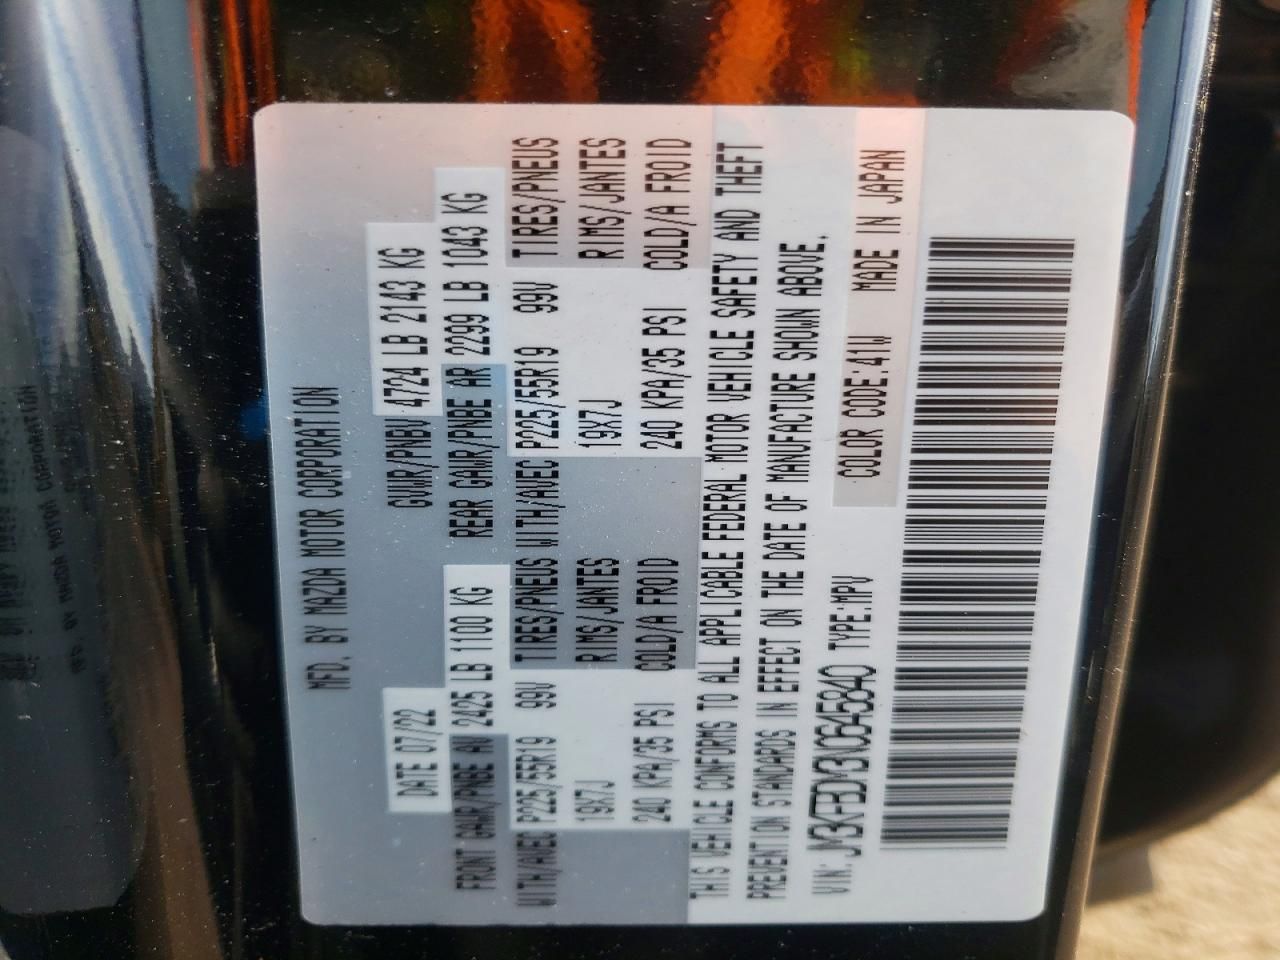 MFD. BY MAZDA MOTOR CORPORATION
DATE 07/22 GVWR/PNBV 4724 LB 2143 KG
FRONT GAWR/PNBE AV 2425 LB 1100 KG REAR GAWR/PNBE AR 2299 LB 1043 KG
WITH/AVEC P225/55R19 99V TIRES/PNEUS WITH/AVEC P225/55R19 99V TIRES/PNEUS
19X7J RIMS/JANTES 19X7J RIMS/JANTES
240 KPA/35 PSI COLD/A FROID 240 KPA/35 PSI COLD/A FROID
THIS VEHICLE CONFORMS TO ALL APPLICABLE FEDERAL MOTOR VEHICLE SAFETY AND THEFT
PREVENTION STANDARDS IN EFFECT ON THE DATE OF MANUFACTURE SHOWN ABOVE.
VIN: JM3KFBDY3N0645840 TYPE:MPV COLOR CODE:41W MADE IN JAPAN